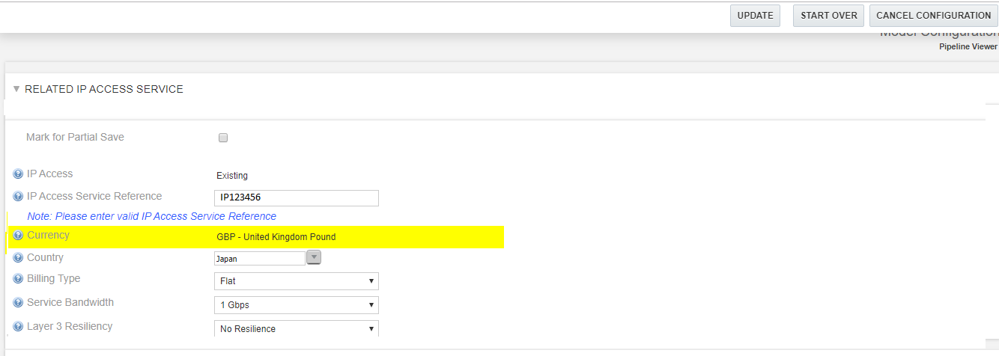 UPDATE START OVER CANCEL CONFIGURATION
Model Configuration
Pipeline Viewer
RELATED IP ACCESS SERVICE
Mark for Partial Save
IP Access Existing
IP Access Service Reference IP123456
Note: Please enter valid IP Access Service Reference
Currency GBP - United Kingdom Pound
Country Japan
Billing Type Flat
Service Bandwidth 1 Gbps
Layer 3 Resiliency No Resilience